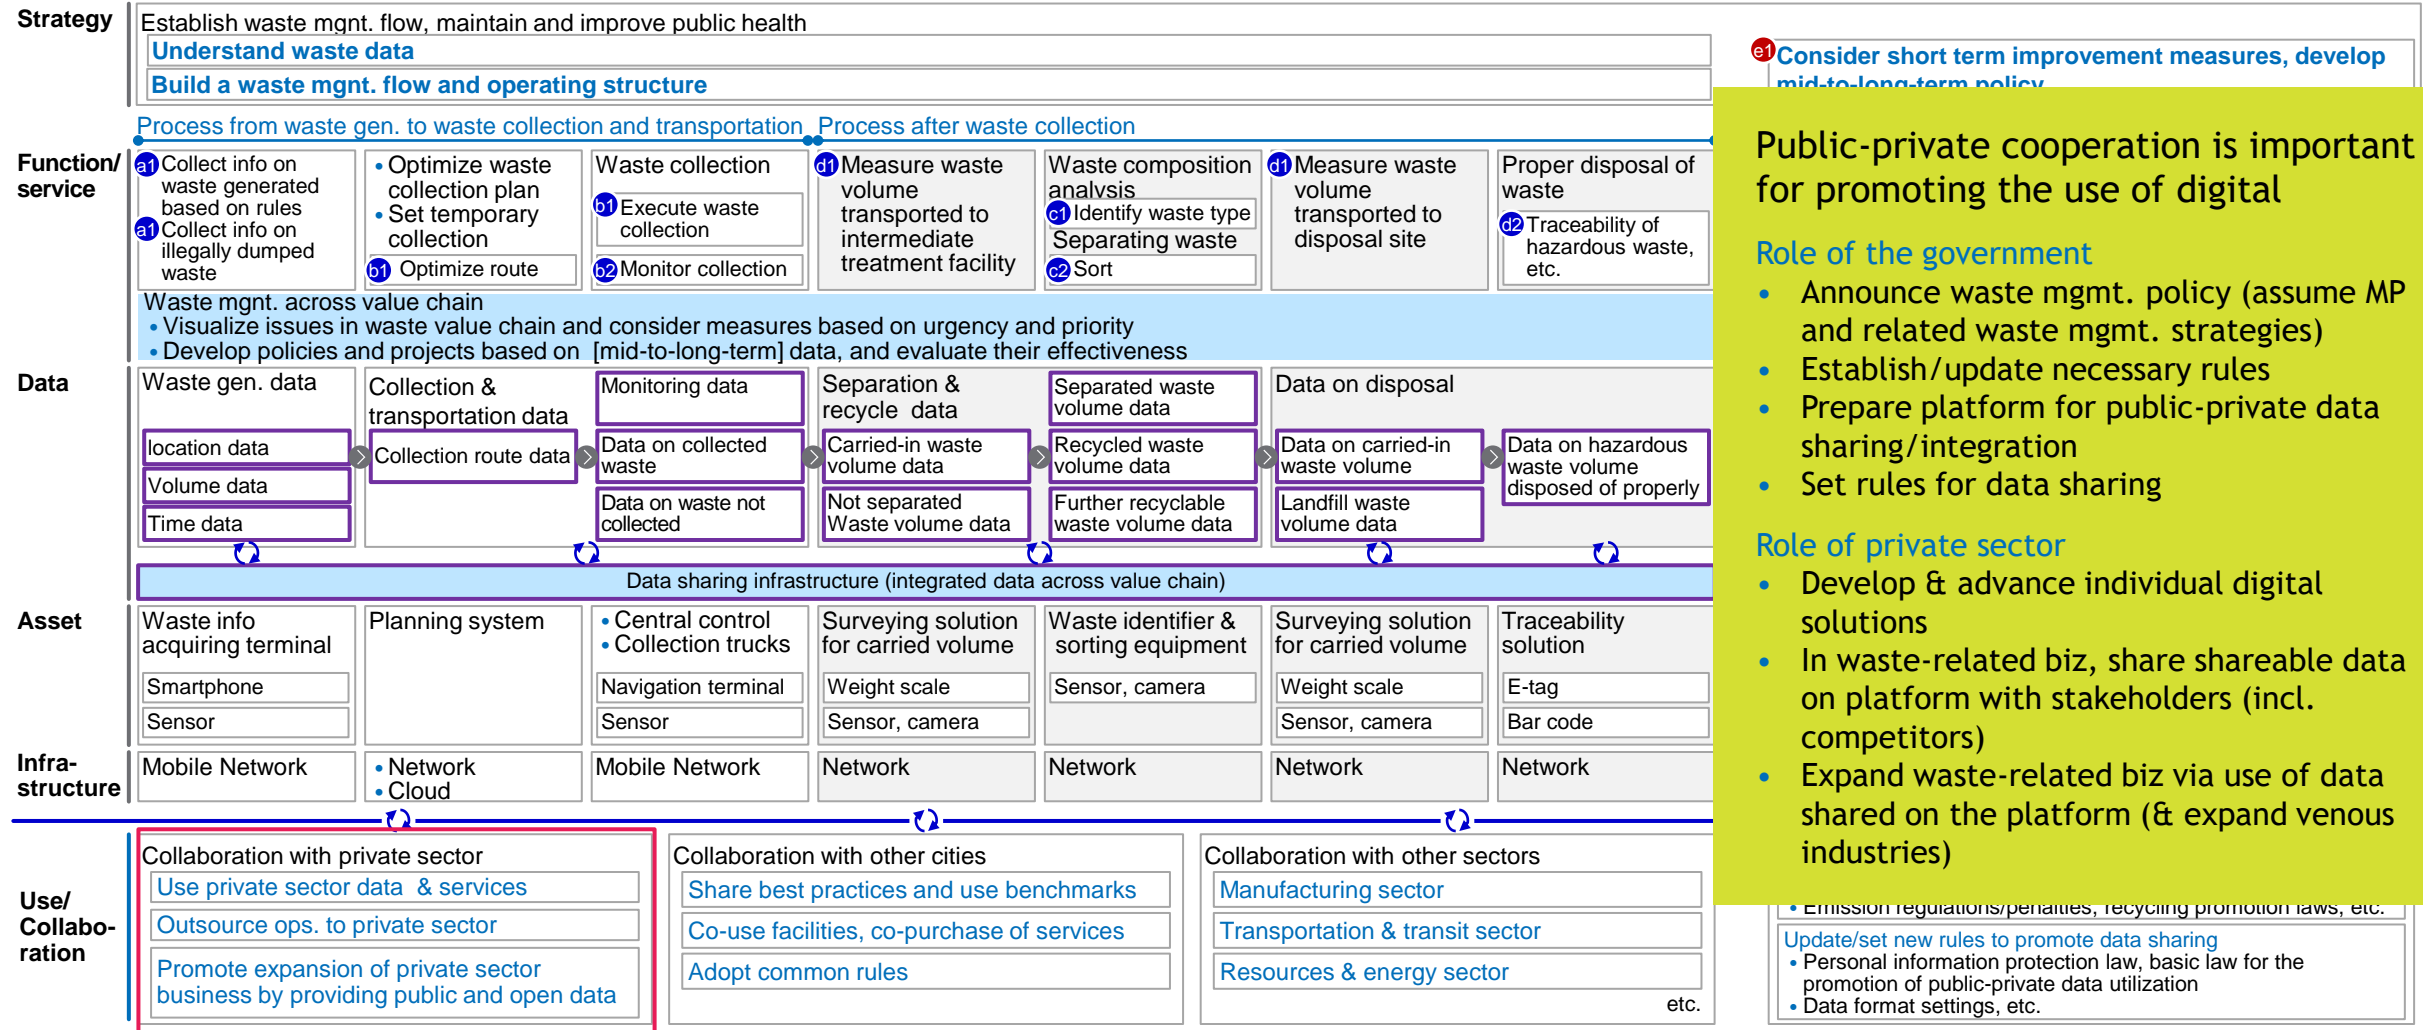 Strategy
Establish waste mgnt. flow, maintain and improve public health
Understand waste data
Build a waste mgnt. flow and operating structure
e1
Consider short term improvement measures, develop
mid-to-long-term policy
Process from waste gen. to waste collection and transportation
Process after waste collection
Function/
service
a1
Collect info on
waste generated
based on rules
a1
Collect info on
illegally dumped
waste
• Optimize waste
collection plan
• Set temporary
collection
b1
Optimize route
Waste collection
b1
Execute waste
collection
b2
Monitor collection
d1
Measure waste
volume
transported to
intermediate
treatment facility
Waste composition
analysis
c1
Identify waste type
Separating waste
c2
Sort
d1
Measure waste
volume
transported to
disposal site
Proper disposal of
waste
d2
Traceability of
hazardous waste,
etc.
Waste mgnt. across value chain
• Visualize issues in waste value chain and consider measures based on urgency and priority
• Develop policies and projects based on [mid-to-long-term] data, and evaluate their effectiveness
Data
Waste gen. data
location data
Volume data
Time data
Collection &
transportation data
Collection route data
Monitoring data
Data on collected
waste
Data on waste not
collected
Separation &
recycle data
Carried-in waste
volume data
Not separated
Waste volume data
Separated waste
volume data
Recycled waste
volume data
Further recyclable
waste volume data
Data on disposal
Data on carried-in
waste volume
Landfill waste
volume data
Data on hazardous
waste volume
disposed of properly
Data sharing infrastructure (integrated data across value chain)
Asset
Waste info
acquiring terminal
Smartphone
Sensor
Planning system
• Central control
• Collection trucks
Navigation terminal
Sensor
Surveying solution
for carried volume
Weight scale
Sensor, camera
Waste identifier &
sorting equipment
Sensor, camera
Surveying solution
for carried volume
Weight scale
Sensor, camera
Traceability
solution
E-tag
Bar code
Infra-
structure
Mobile Network
• Network
• Cloud
Mobile Network
Network
Network
Network
Network
Use/
Collabo-
ration
Collaboration with private sector
Use private sector data & services
Outsource ops. to private sector
Promote expansion of private sector
business by providing public and open data
Collaboration with other cities
Share best practices and use benchmarks
Co-use facilities, co-purchase of services
Adopt common rules
Collaboration with other sectors
Manufacturing sector
Transportation & transit sector
Resources & energy sector
etc.
Public-private cooperation is important
for promoting the use of digital
Role of the government
• Announce waste mgmt. policy (assume MP
and related waste mgmt. strategies)
• Establish/update necessary rules
• Prepare platform for public-private data
sharing/integration
• Set rules for data sharing
Role of private sector
• Develop & advance individual digital
solutions
• In waste-related biz, share shareable data
on platform with stakeholders (incl.
competitors)
• Expand waste-related biz via use of data
shared on the platform (& expand venous
industries)
• Emission regulations/penalties, recycling promotion laws, etc.
Update/set new rules to promote data sharing
• Personal information protection law, basic law for the
promotion of public-private data utilization
• Data format settings, etc.